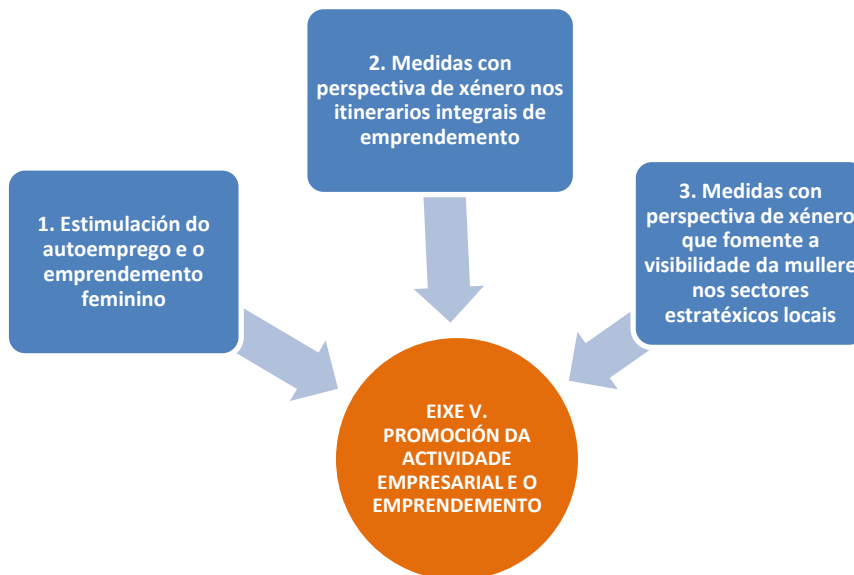 1. Estimulación do
autoemprego e o
emprendemento
feminino
2. Medidas con
perspectiva de xénero nos
itinerarios integrais de
emprendemento
3. Medidas con
perspectiva de xénero
que fomente a
visibilidade da mullere
nos sectores
estratéxicos locais
EIXE V.
PROMOCIÓN DA
ACTIVIDADE
EMPRESARIAL E O
EMPRENDEMENTO